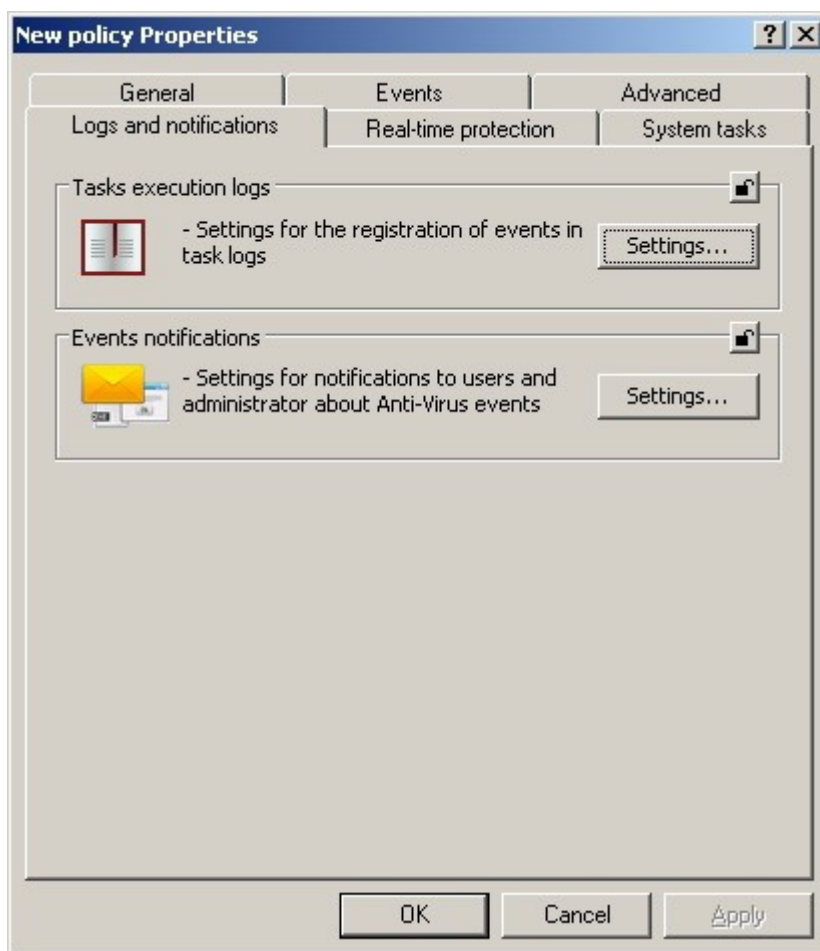 New policy Properties
General Events Advanced
Logs and notifications Real-time protection System tasks
Tasks execution logs
- Settings for the registration of events in
task logs
Settings...
Events notifications
- Settings for notifications to users and
administrator about Anti-Virus events
Settings...
OK Cancel Apply